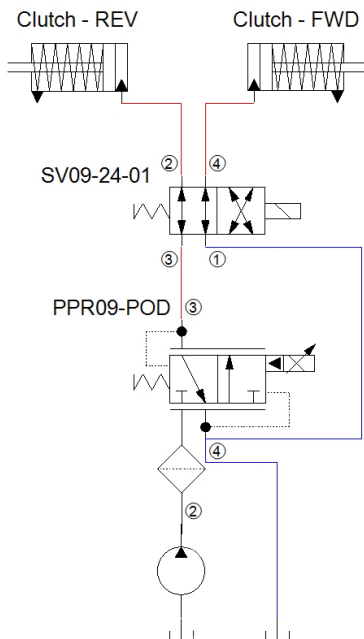 Clutch - REV Clutch - FWD
② ④
SV09-24-01
③ ①
PPR09-POD ③
④
②